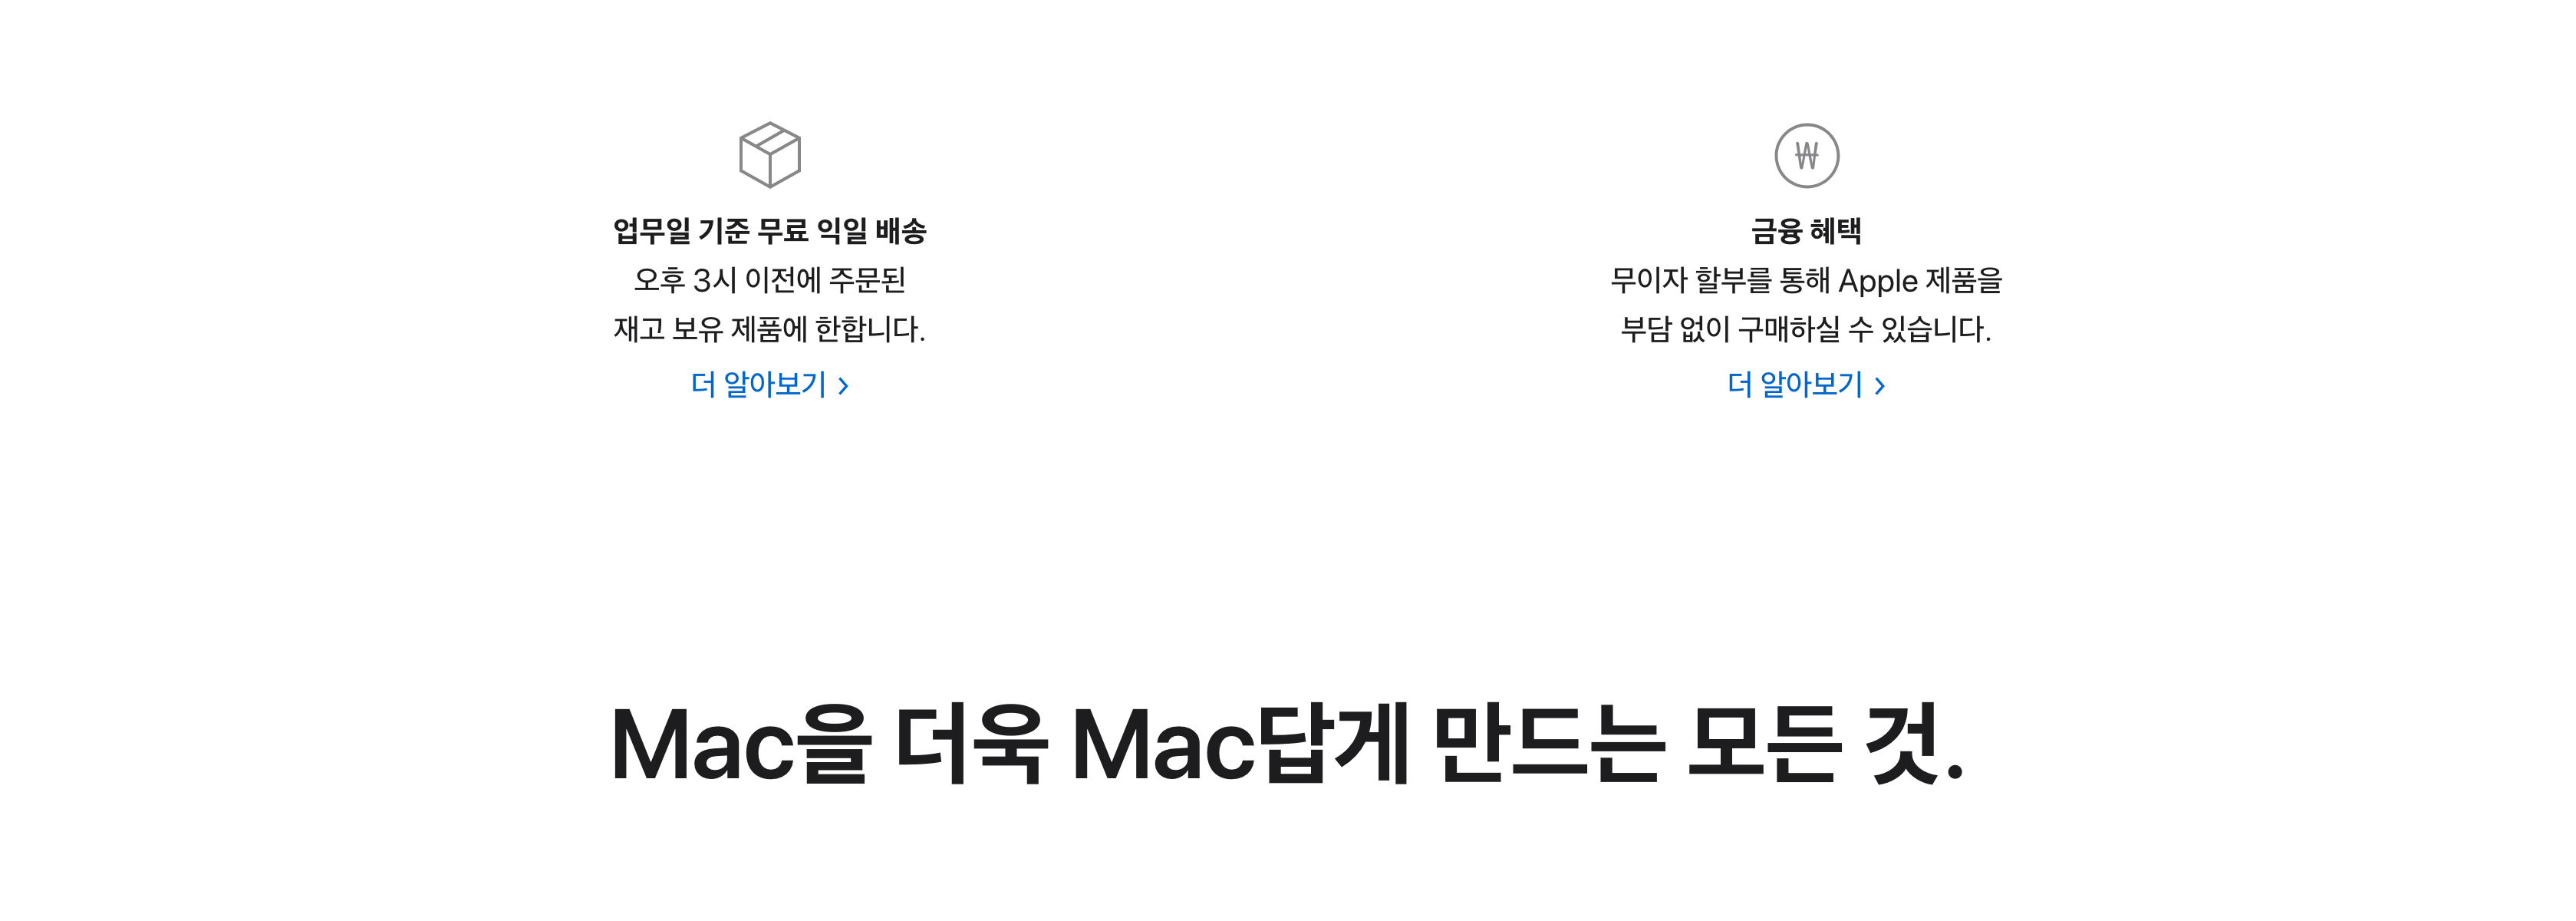 업무일 기준 무료 익일 배송
오후 3시 이전에 주문된
재고 보유 제품에 한합니다.
더 알아보기 >
₩
금융 혜택
무이자 할부를 통해 Apple 제품을
부담 없이 구매하실 수 있습니다.
더 알아보기 >
Mac을 더욱 Mac답게 만드는 모든 것.